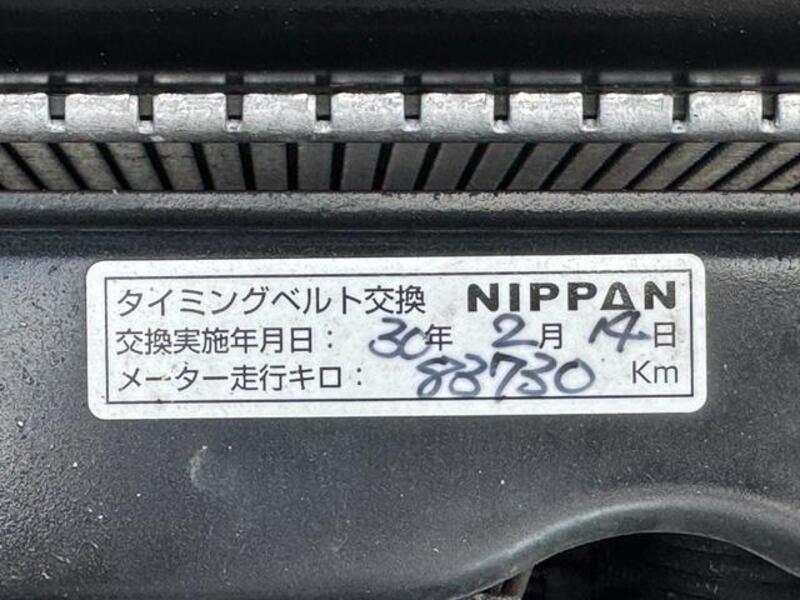 タイミングベルト交換 NIPPAN
交換実施年月日： 30年 2月 14日
メーター走行キロ： 83730 Km